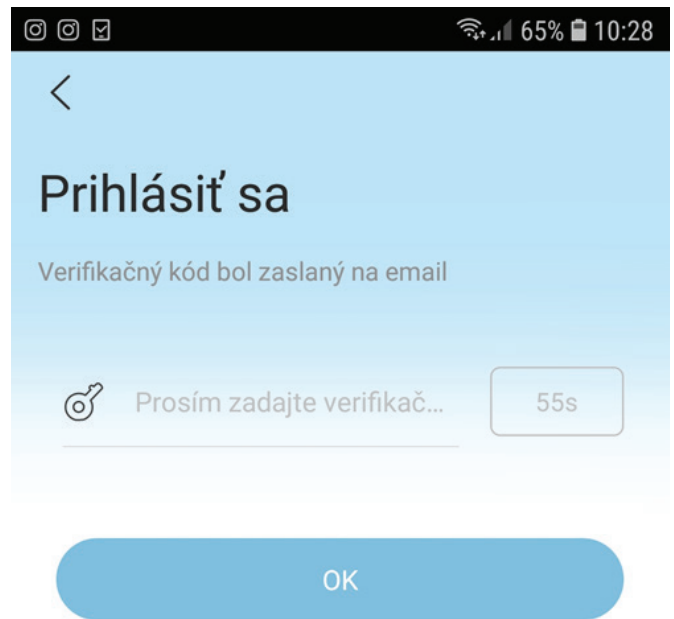 65% 10:28
Prihlásiť sa
Verifikačný kód bol zaslaný na email
Prosím zadajte verifikač... 55s
OK